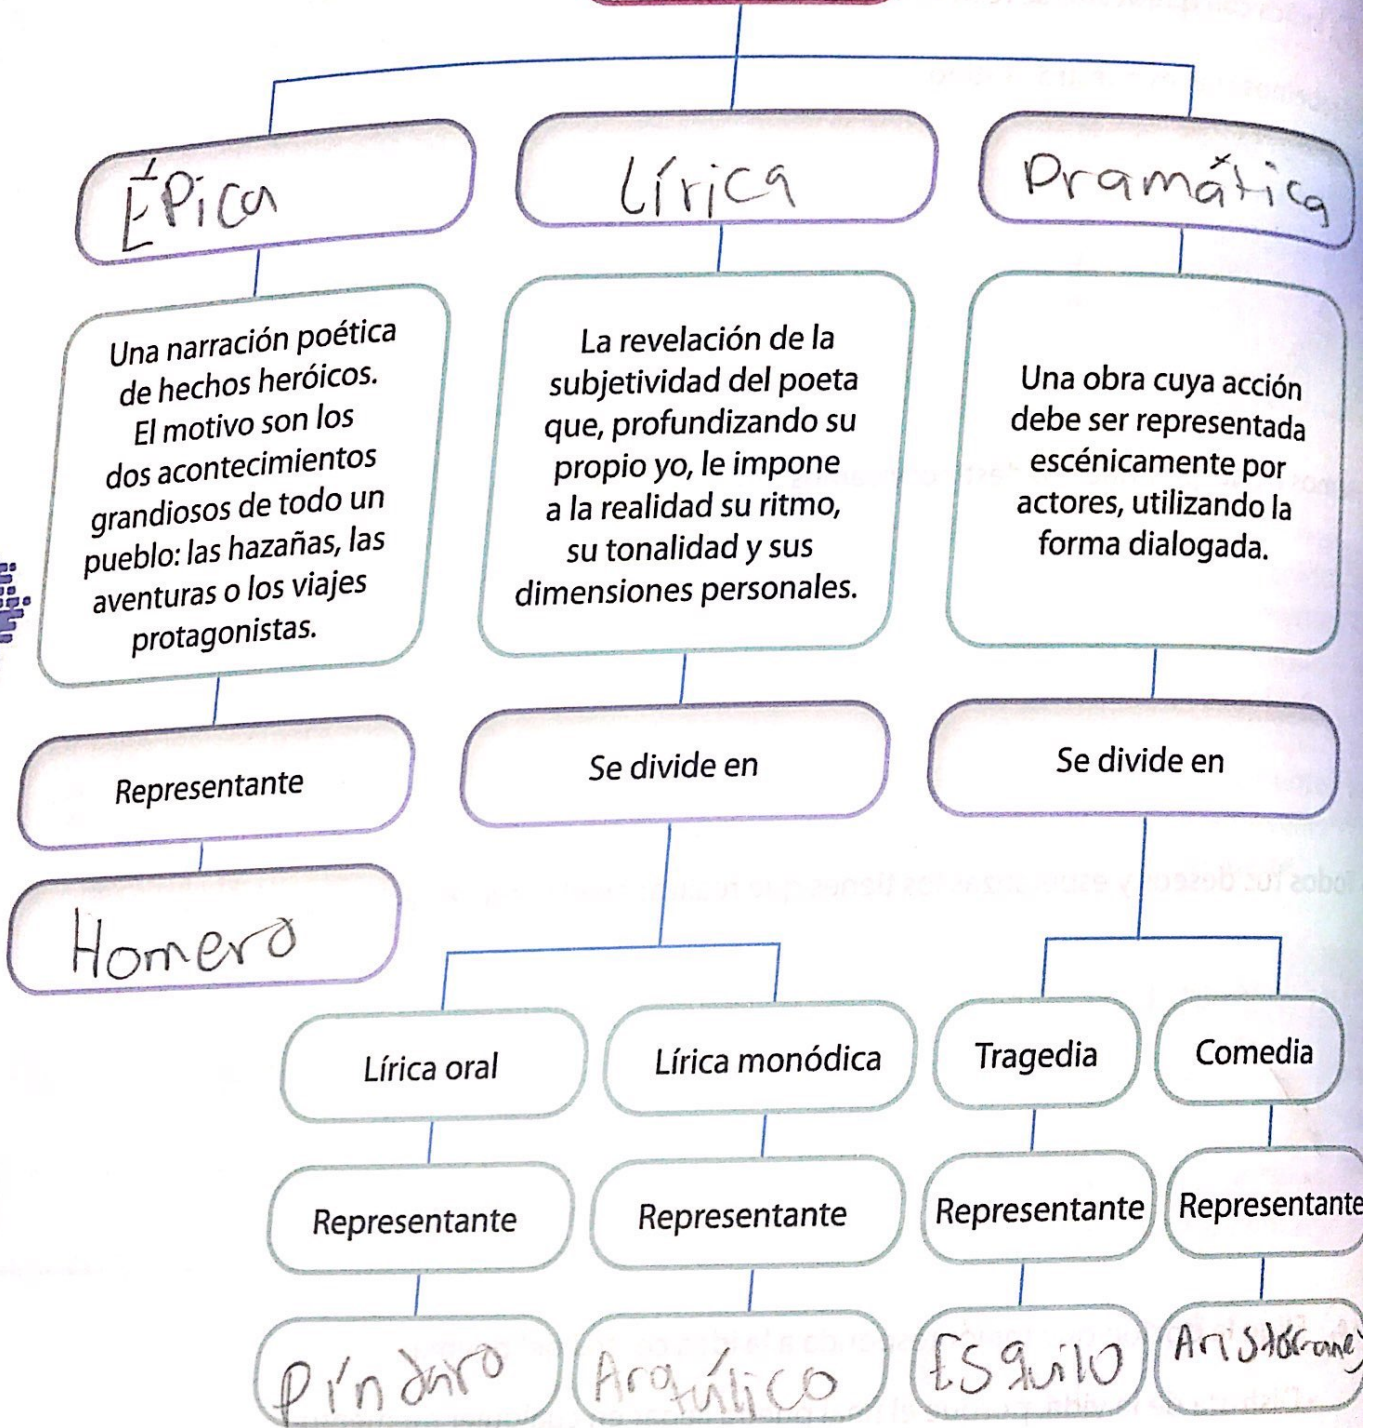 Épica
Lírica
Dramática
Una narración poética
de hechos heróicos.
El motivo son los
dos acontecimientos
grandiosos de todo un
pueblo: las hazañas, las
aventuras o los viajes
protagonistas.
La revelación de la
subjetividad del poeta
que, profundizando su
propio yo, le impone
a la realidad su ritmo,
su tonalidad y sus
dimensiones personales.
Una obra cuya acción
debe ser representada
escénicamente por
actores, utilizando la
forma dialogada.
Representante
Se divide en
Se divide en
Homero
Lírica oral
Lírica monódica
Tragedia
Comedia
Representante
Representante
Representante
Representante
Píndaro
Esquilo